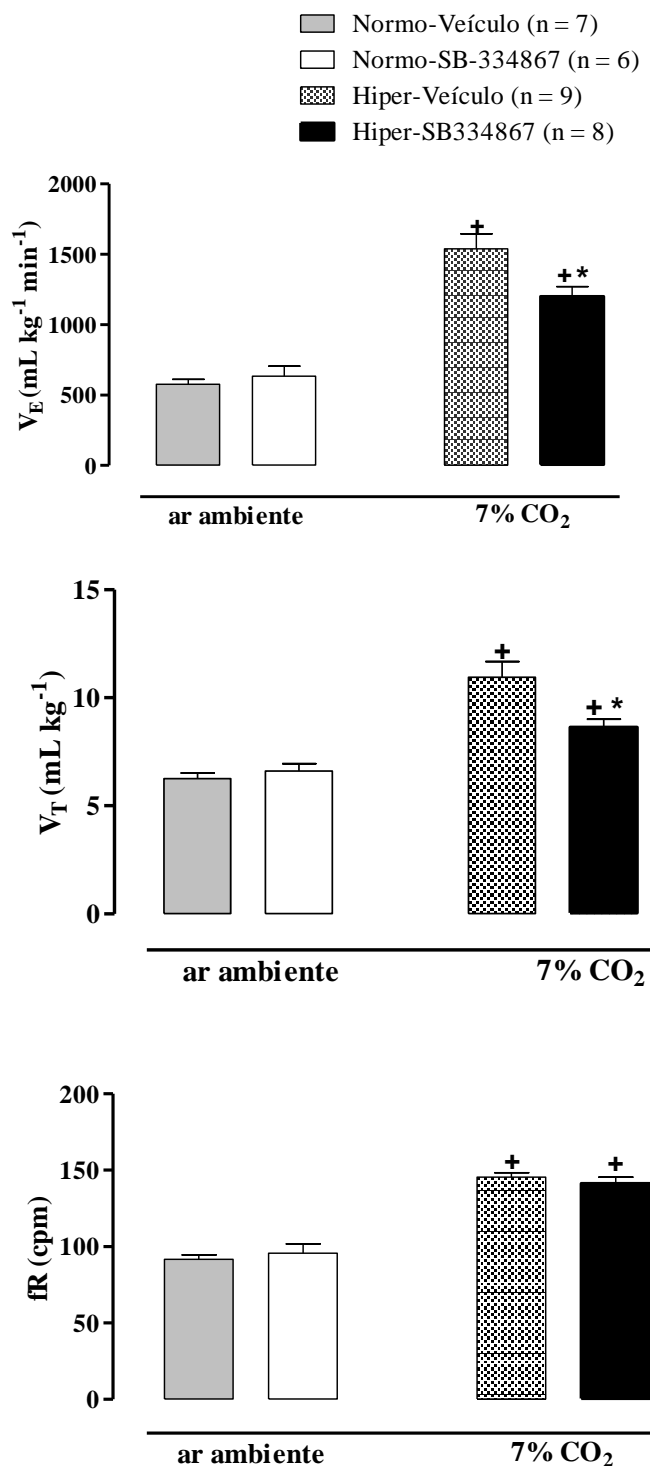 Normo-Veículo (n = 7)
Normo-SB-334867 (n = 6)
Hiper-Veículo (n = 9)
Hiper-SB334867 (n = 8)
V_E (mL kg⁻¹ min⁻¹)
2000
1500
1000
500
0
+
+ *
ar ambiente
7% CO₂
V_T (mL kg⁻¹)
15
10
5
0
+
+ *
ar ambiente
7% CO₂
fR (cpm)
200
150
100
50
0
+
+
ar ambiente
7% CO₂